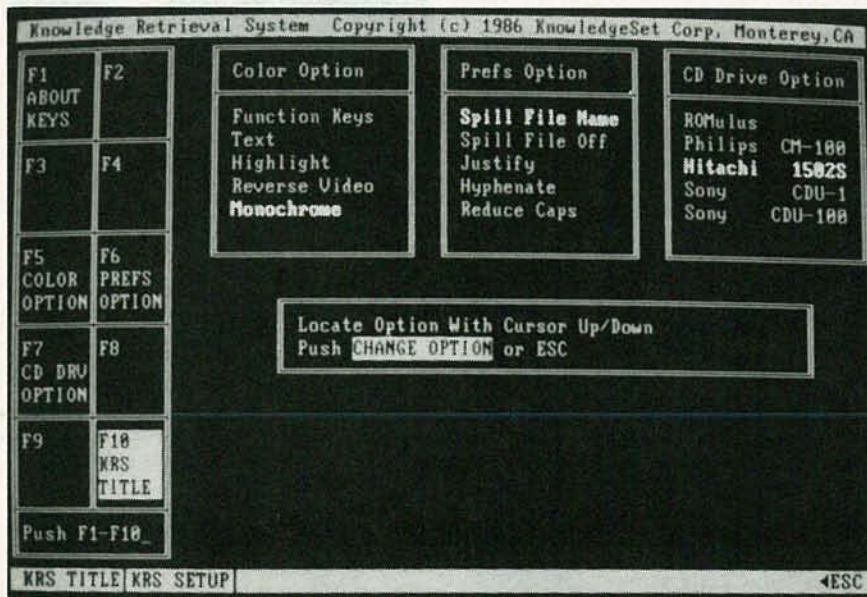 Knowledge Retrieval System Copyright (c) 1986 KnowledgeSet Corp, Monterey,CA
F1 ABOUT KEYS
F2
F3
F4
F5 COLOR OPTION
F6 PREFS OPTION
F7 CD DRV OPTION
F8
F9
F10 KRS TITLE
Push F1-F10_
Color Option
Function Keys
Text
Highlight
Reverse Video
Monochrome
Prefs Option
Spill File Name
Spill File Off
Justify
Hyphenate
Reduce Caps
CD Drive Option
ROMulus
Philips CM-100
Hitachi 1502S
Sony CDU-1
Sony CDU-100
Locate Option With Cursor Up/Down
Push CHANGE OPTION or ESC
KRS TITLE KRS SETUP ◄ESC